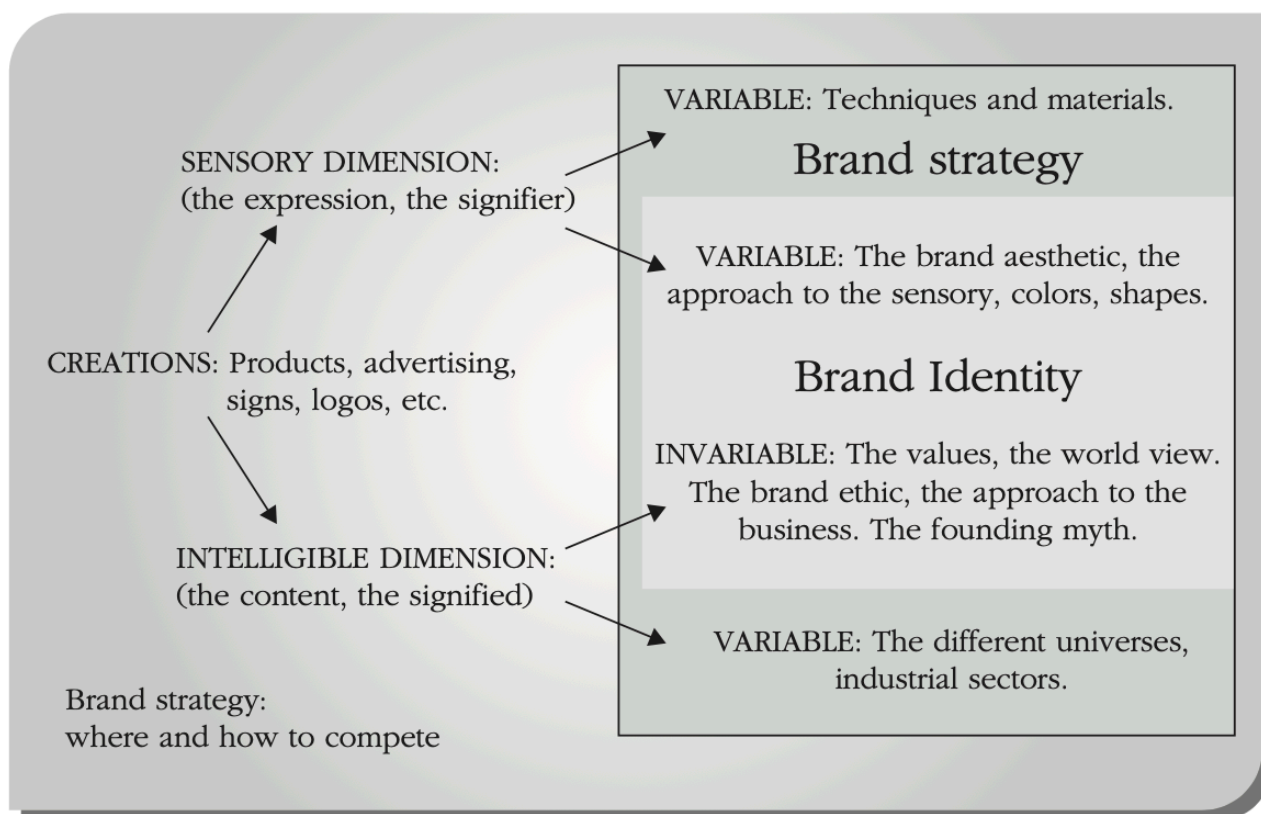 VARIABLE: Techniques and materials.
Brand strategy
SENSORY DIMENSION:
(the expression, the signifier)
VARIABLE: The brand aesthetic, the
approach to the sensory, colors, shapes.
CREATIONS: Products, advertising,
signs, logos, etc.
Brand Identity
INVARIABLE: The values, the world view.
The brand ethic, the approach to the
business. The founding myth.
INTELLIGIBLE DIMENSION:
(the content, the signified)
VARIABLE: The different universes,
industrial sectors.
Brand strategy:
where and how to compete